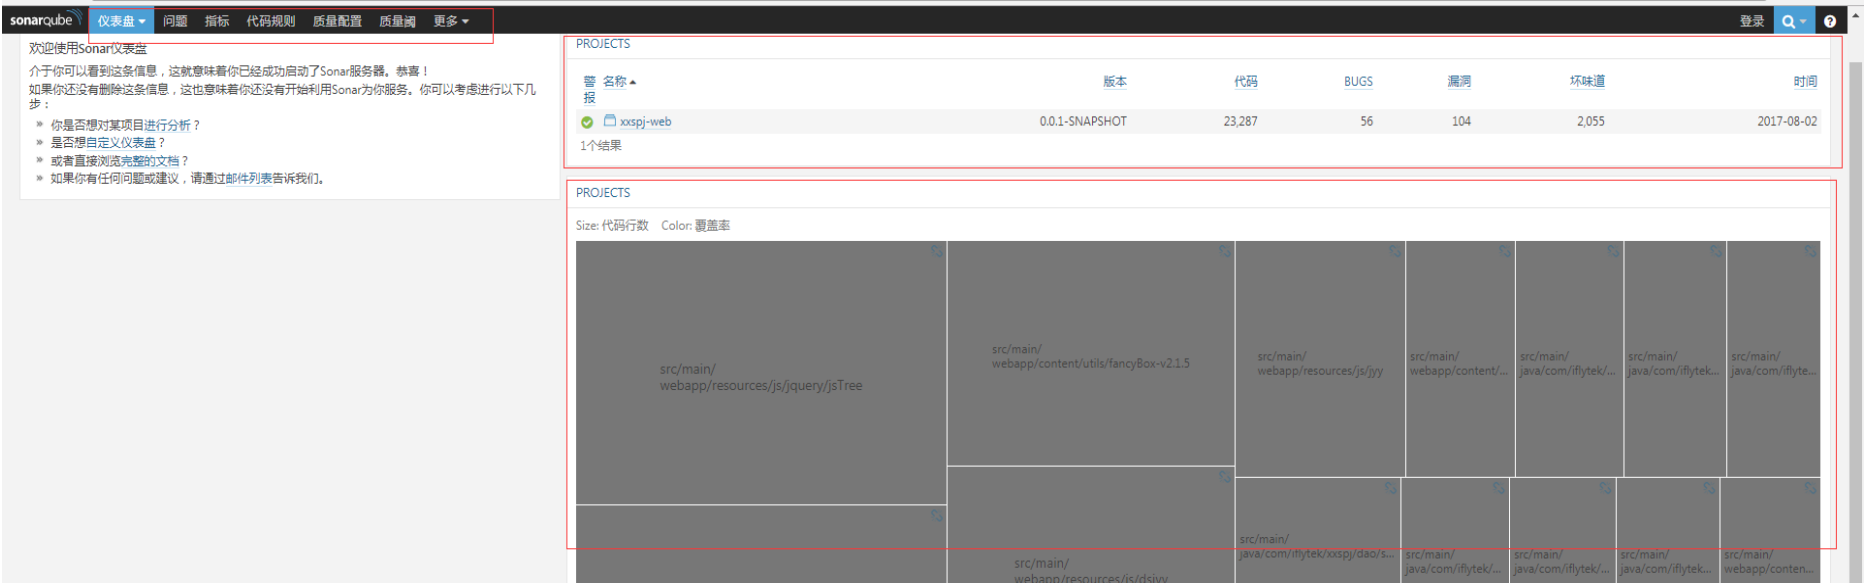 sonarqube 仪表盘 问题 指标 代码规则 质量配置 质量阈 更多 登录
欢迎使用Sonar仪表盘
介于你可以看到这条信息，这就意味着你已经成功启动了Sonar服务器。恭喜！
如果你还没有删除这条信息，这也意味着你还没有开始利用Sonar为你服务。你可以考虑进行以下几
步：
» 你是否想对某项目进行分析？
» 是否想自定义仪表盘？
» 或者直接浏览完整的文档？
» 如果你有任何问题或建议，请通过邮件列表告诉我们。
PROJECTS
警报 名称 版本 代码 BUGS 漏洞 坏味道 时间
xxspj-web 0.0.1-SNAPSHOT 23,287 56 104 2,055 2017-08-02
1个结果
PROJECTS
Size: 代码行数 Color: 覆盖率
src/main/
webapp/resources/js/jquery/jsTree
src/main/
webapp/content/utils/fancyBox-v2.1.5
src/main/
webapp/resources/js/jyy
src/main/
webapp/content/...
src/main/
java/com/iflytek/...
src/main/
java/com/iflytek...
src/main/
java/com/iflyte...
src/main/
webapp/resources/js/dsjyy
src/main/
java/com/iflytek/xxspj/dao/s...
src/main/
java/com/iflytek/...
src/main/
java/com/iflytek/...
src/main/
java/com/iflytek/...
src/main/
webapp/conten...